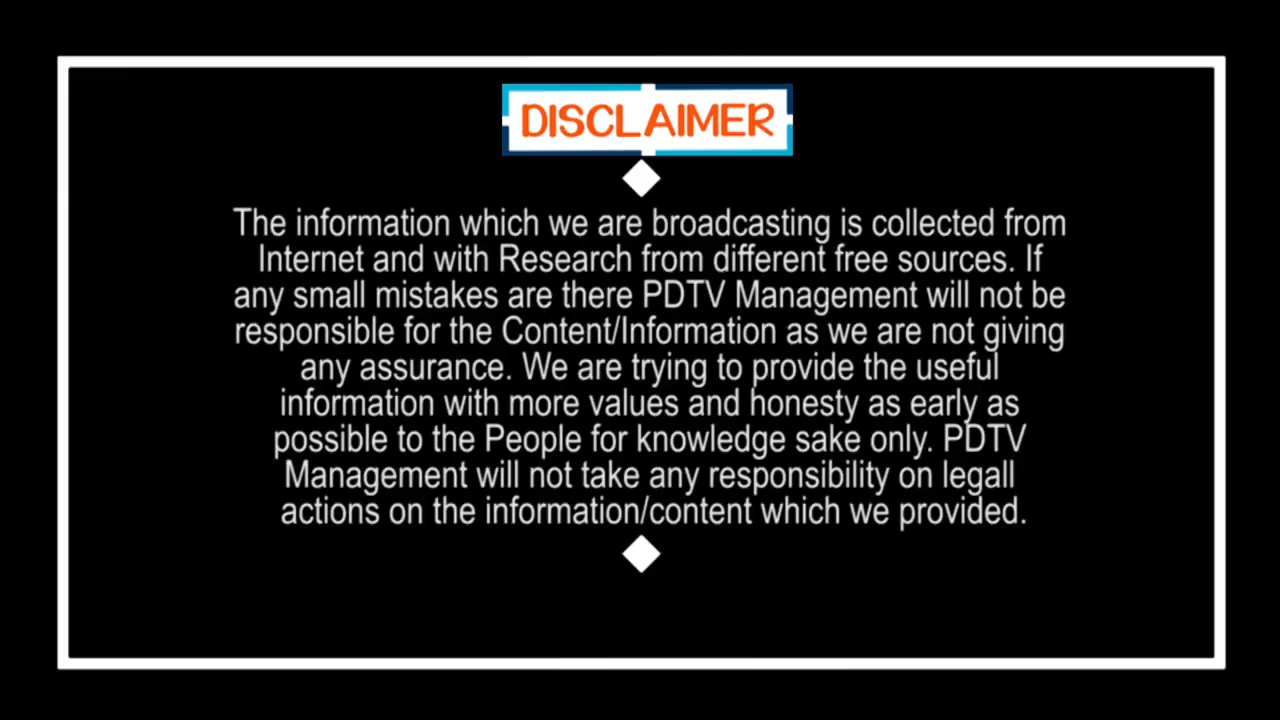 DISCLAIMER
The information which we are broadcasting is collected from
Internet and with Research from different free sources. If
any small mistakes are there PDTV Management will not be
responsible for the Content/Information as we are not giving
any assurance. We are trying to provide the useful
information with more values and honesty as early as
possible to the People for knowledge sake only. PDTV
Management will not take any responsibility on legall
actions on the information/content which we provided.